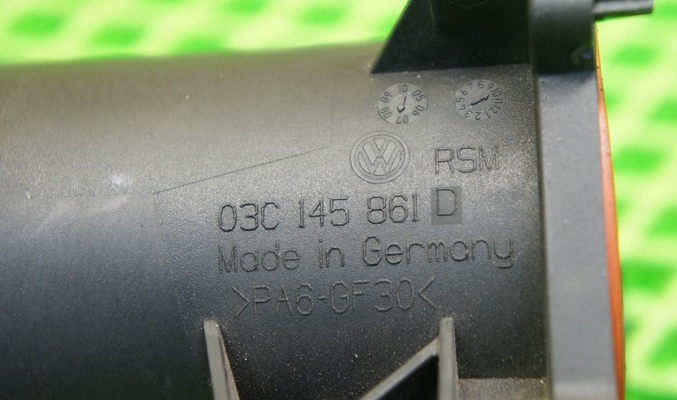 RSM
03C 145 861 D
Made in Germany
>PA6-GF30<